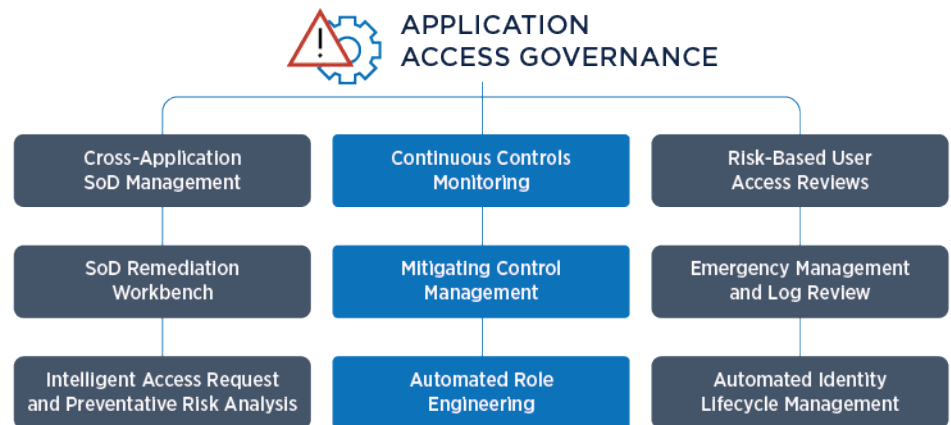 APPLICATION
ACCESS GOVERNANCE
Cross-Application
SoD Management
Continuous Controls
Monitoring
Risk-Based User
Access Reviews
SoD Remediation
Workbench
Mitigating Control
Management
Emergency Management
and Log Review
Intelligent Access Request
and Preventative Risk Analysis
Automated Role
Engineering
Automated Identity
Lifecycle Management